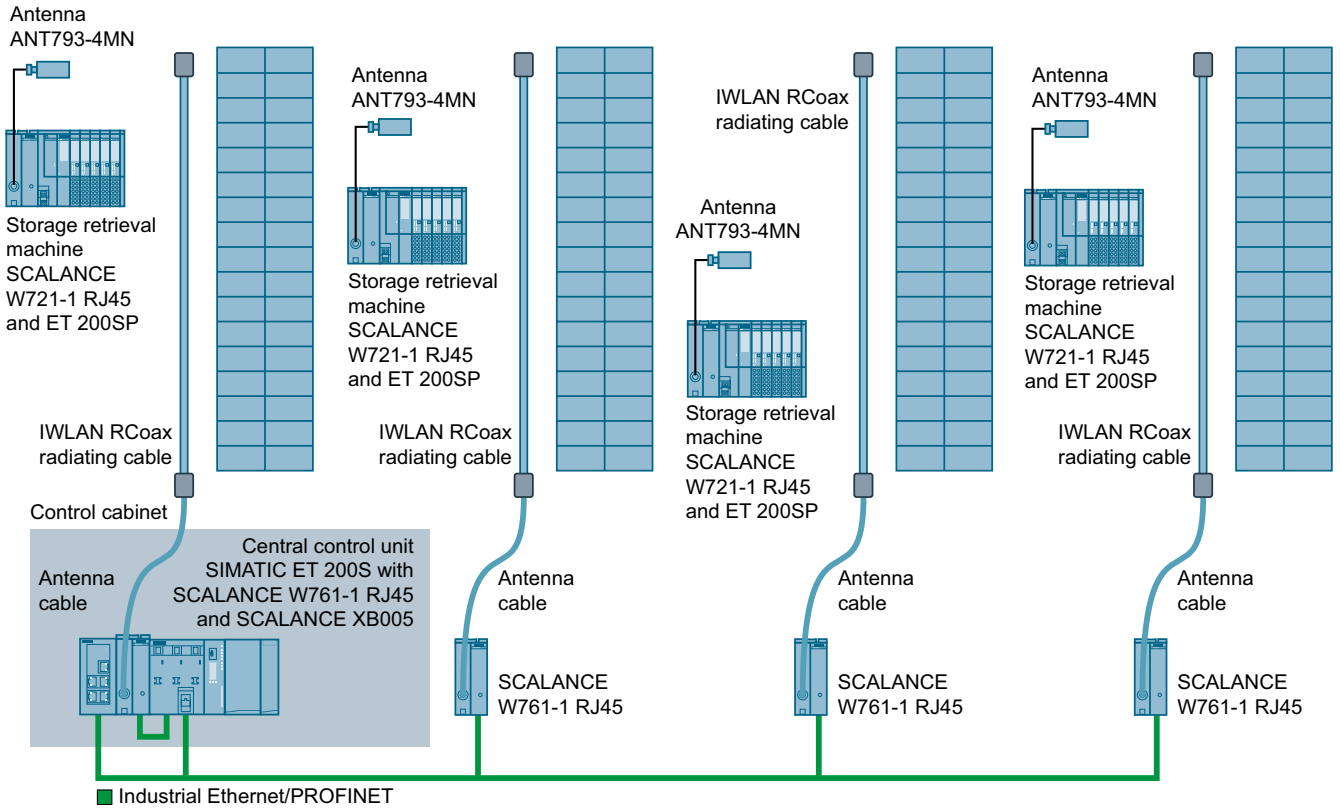 Antenna
ANT793-4MN
Storage retrieval
machine
SCALANCE
W721-1 RJ45
and ET 200SP
IWLAN RCoax
radiating cable
Antenna
ANT793-4MN
Storage retrieval
machine
SCALANCE
W721-1 RJ45
and ET 200SP
IWLAN RCoax
radiating cable
IWLAN RCoax
radiating cable
Antenna
ANT793-4MN
Storage retrieval
machine
SCALANCE
W721-1 RJ45
and ET 200SP
Antenna
ANT793-4MN
Storage retrieval
machine
SCALANCE
W721-1 RJ45
and ET 200SP
IWLAN RCoax
radiating cable
Control cabinet
Antenna
cable
Central control unit
SIMATIC ET 200S with
SCALANCE W761-1 RJ45
and SCALANCE XB005
Antenna
cable
SCALANCE
W761-1 RJ45
Antenna
cable
SCALANCE
W761-1 RJ45
Antenna
cable
SCALANCE
W761-1 RJ45
Industrial Ethernet/PROFINET